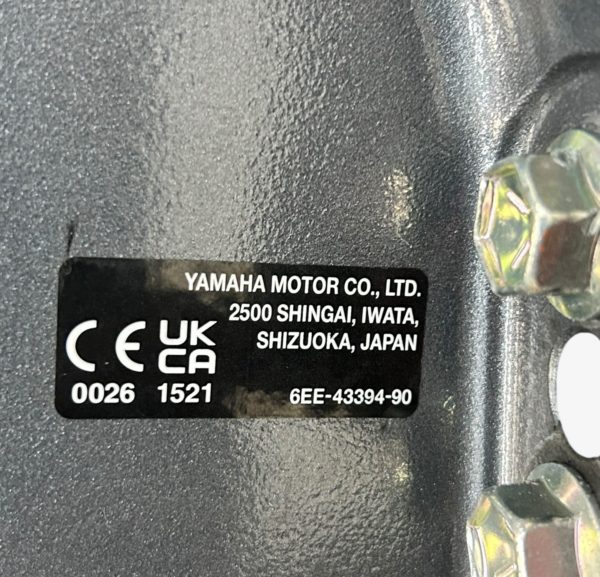 YAMAHA MOTOR CO., LTD.
2500 SHINGAI, IWATA,
SHIZUOKA, JAPAN
CE UK
CA
0026 1521 6EE-43394-90